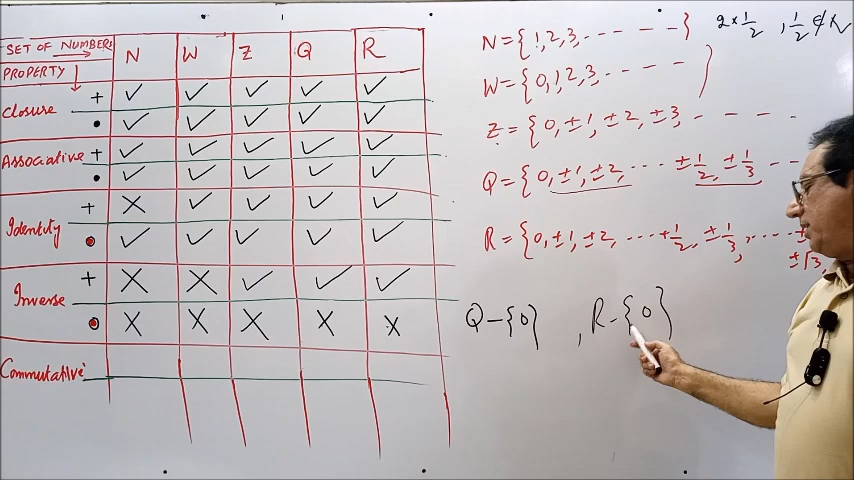 SET OF NUMBERS N W Z Q R
PROPERTY ↓
Closure + ✓ ✓ ✓ ✓ ✓
• ✓ ✓ ✓ ✓ ✓
Associative + ✓ ✓ ✓ ✓ ✓
• ✓ ✓ ✓ ✓ ✓
Identity + × ✓ ✓ ✓ ✓
• ✓ ✓ ✓ ✓ ✓
Inverse + × × ✓ ✓ ✓
• × × × × ×
Commutative
2 × 1/2 , 1/2 ∉
N = {1, 2, 3, - - - - - }
W = {0, 1, 2, 3, - - - - }
Z = {0, ±1, ±2, ±3, - - - -
Q = {0, ±1, ±2, ... ±1/2, ±1/3, - -
R = {0, ±1, ±2, ... ±1/2, ±1/3, ....
±√3,
Q - {0} , R - {0}